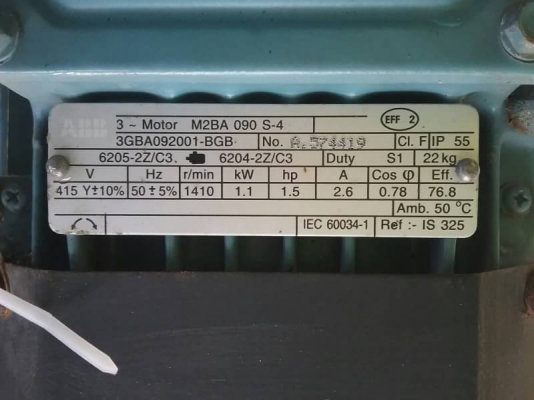 ABB
3 ~ Motor M2BA 090 S-4 EFF 2
3GBA092001-BGB No. A.574419 Cl. F IP 55
6205-2Z/C3. 6204-2Z/C3 Duty S1 22 kg
V Hz r/min kW hp A Cos φ Eff.
415 Y±10% 50 ± 5% 1410 1.1 1.5 2.6 0.78 76.8
Amb. 50 °C
IEC 60034-1 Ref :- IS 325